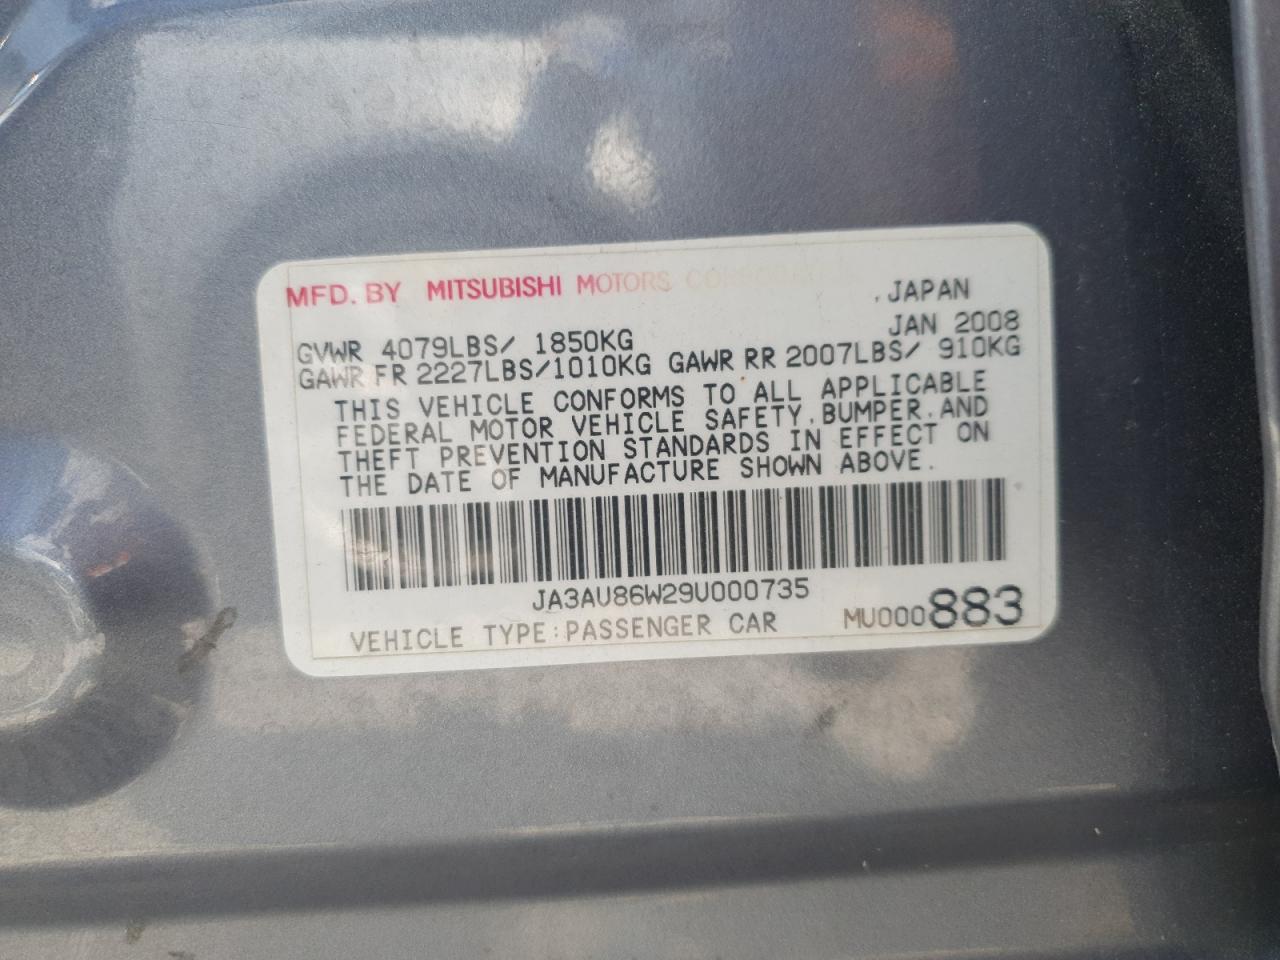 MFD. BY MITSUBISHI MOTORS CORPORATION, JAPAN
JAN 2008
GVWR 4079LBS/ 1850KG
GAWR FR 2227LBS/1010KG GAWR RR 2007LBS/ 910KG
THIS VEHICLE CONFORMS TO ALL APPLICABLE
FEDERAL MOTOR VEHICLE SAFETY, BUMPER, AND
THEFT PREVENTION STANDARDS IN EFFECT ON
THE DATE OF MANUFACTURE SHOWN ABOVE.
JA3AU86W29U000735
VEHICLE TYPE:PASSENGER CAR MU000883